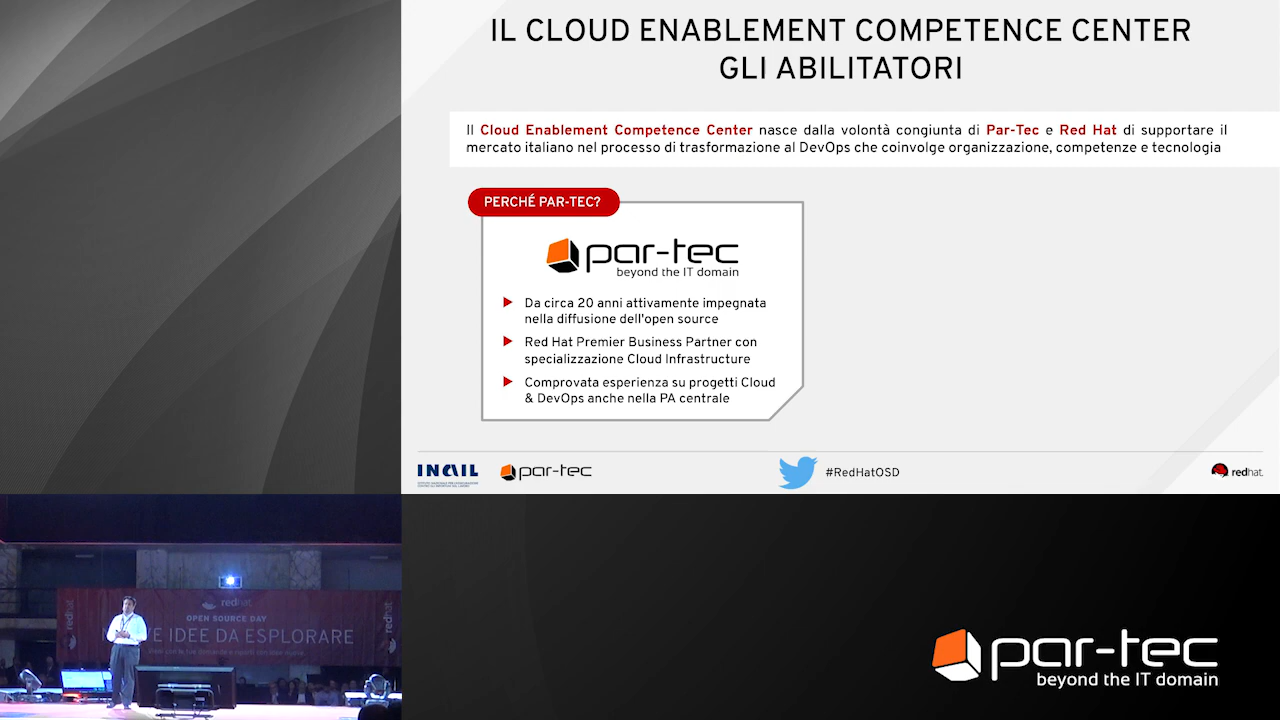 IL CLOUD ENABLEMENT COMPETENCE CENTER
GLI ABILITATORI
Il Cloud Enablement Competence Center nasce dalla volontà congiunta di Par-Tec e Red Hat di supportare il
mercato italiano nel processo di trasformazione al DevOps che coinvolge organizzazione, competenze e tecnologia
PERCHÉ PAR-TEC?
par-tec
beyond the IT domain
Da circa 20 anni attivamente impegnata
nella diffusione dell'open source
Red Hat Premier Business Partner con
specializzazione Cloud Infrastructure
Comprovata esperienza su progetti Cloud
& DevOps anche nella PA centrale
INAIL
par-tec
#RedHatOSD
redhat.
redhat
redhat
OPEN SOURCE DAY
IDEE DA ESPLORARE
par-tec
beyond the IT domain